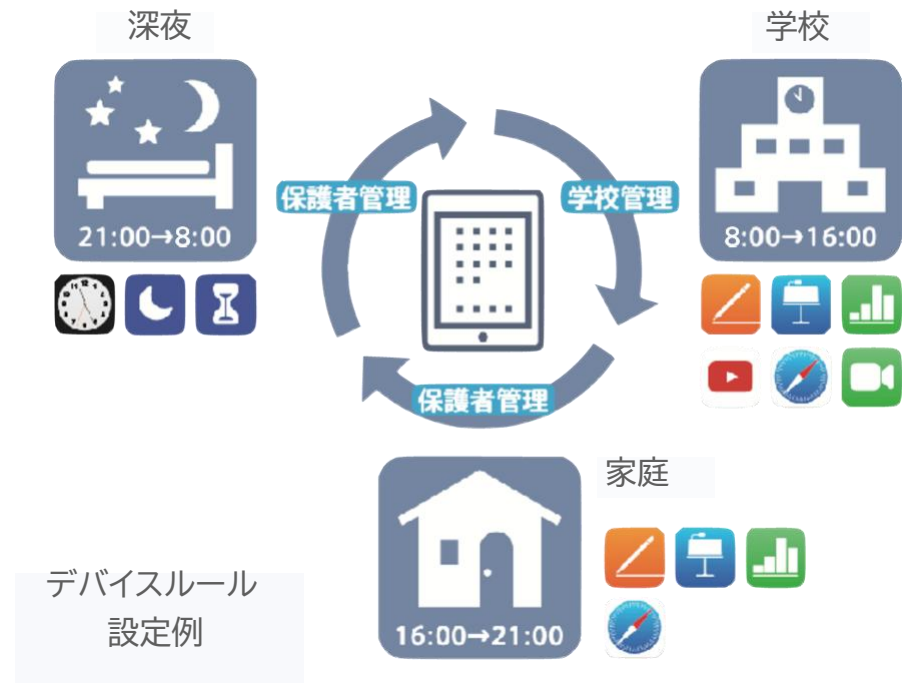 深夜
学校
21:00→8:00
8:00→16:00
保護者管理
学校管理
保護者管理
家庭
16:00→21:00
デバイスルール
設定例